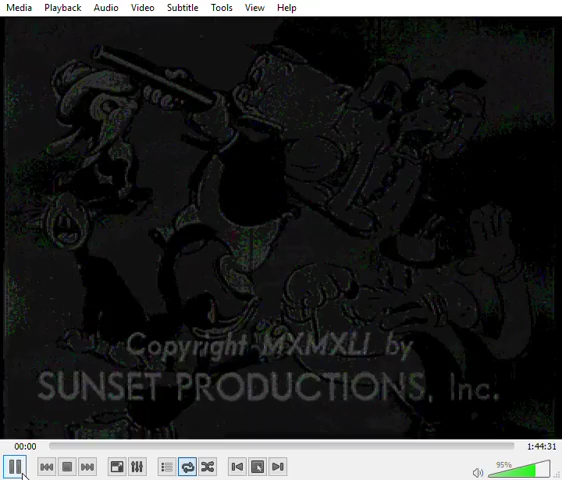 Media Playback Audio Video Subtitle Tools View Help
Copyright MXMXLI by
SUNSET PRODUCTIONS, Inc.
00:00 1:44:31
95%